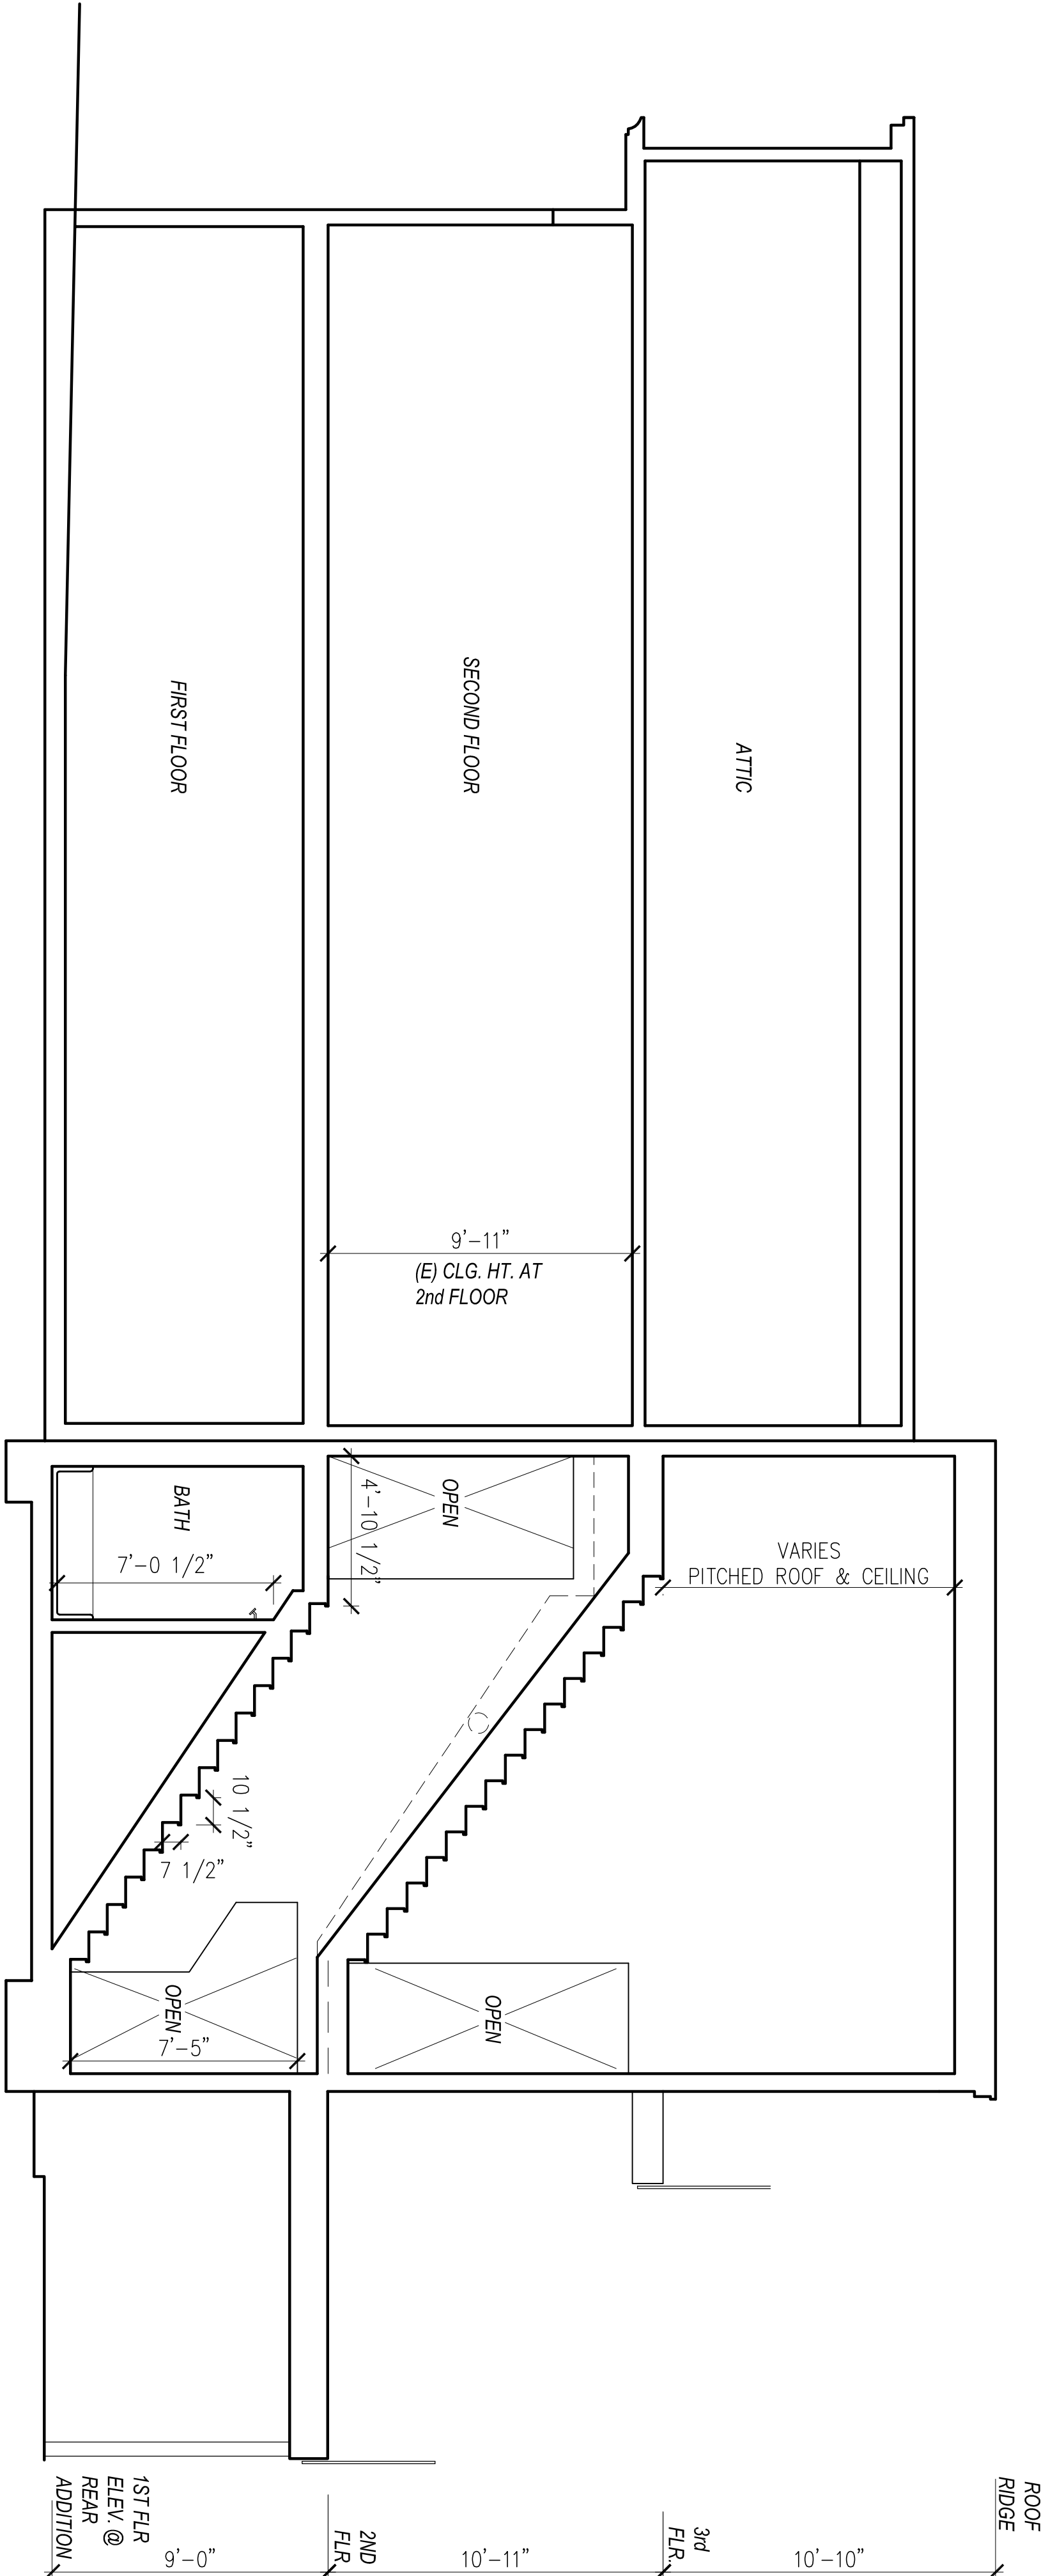 ATTIC
SECOND FLOOR
FIRST FLOOR
9'-11"
(E) CLG. HT. AT
2nd FLOOR
VARIES
PITCHED ROOF & CEILING
OPEN
4'-10 1/2"
BATH
7'-0 1/2"
10 1/2"
7 1/2"
OPEN
7'-5"
OPEN
ROOF
RIDGE
10'-10"
3rd
FLR.
10'-11"
2ND
FLR
9'-0"
1ST FLR
ELEV. @
REAR
ADDITION